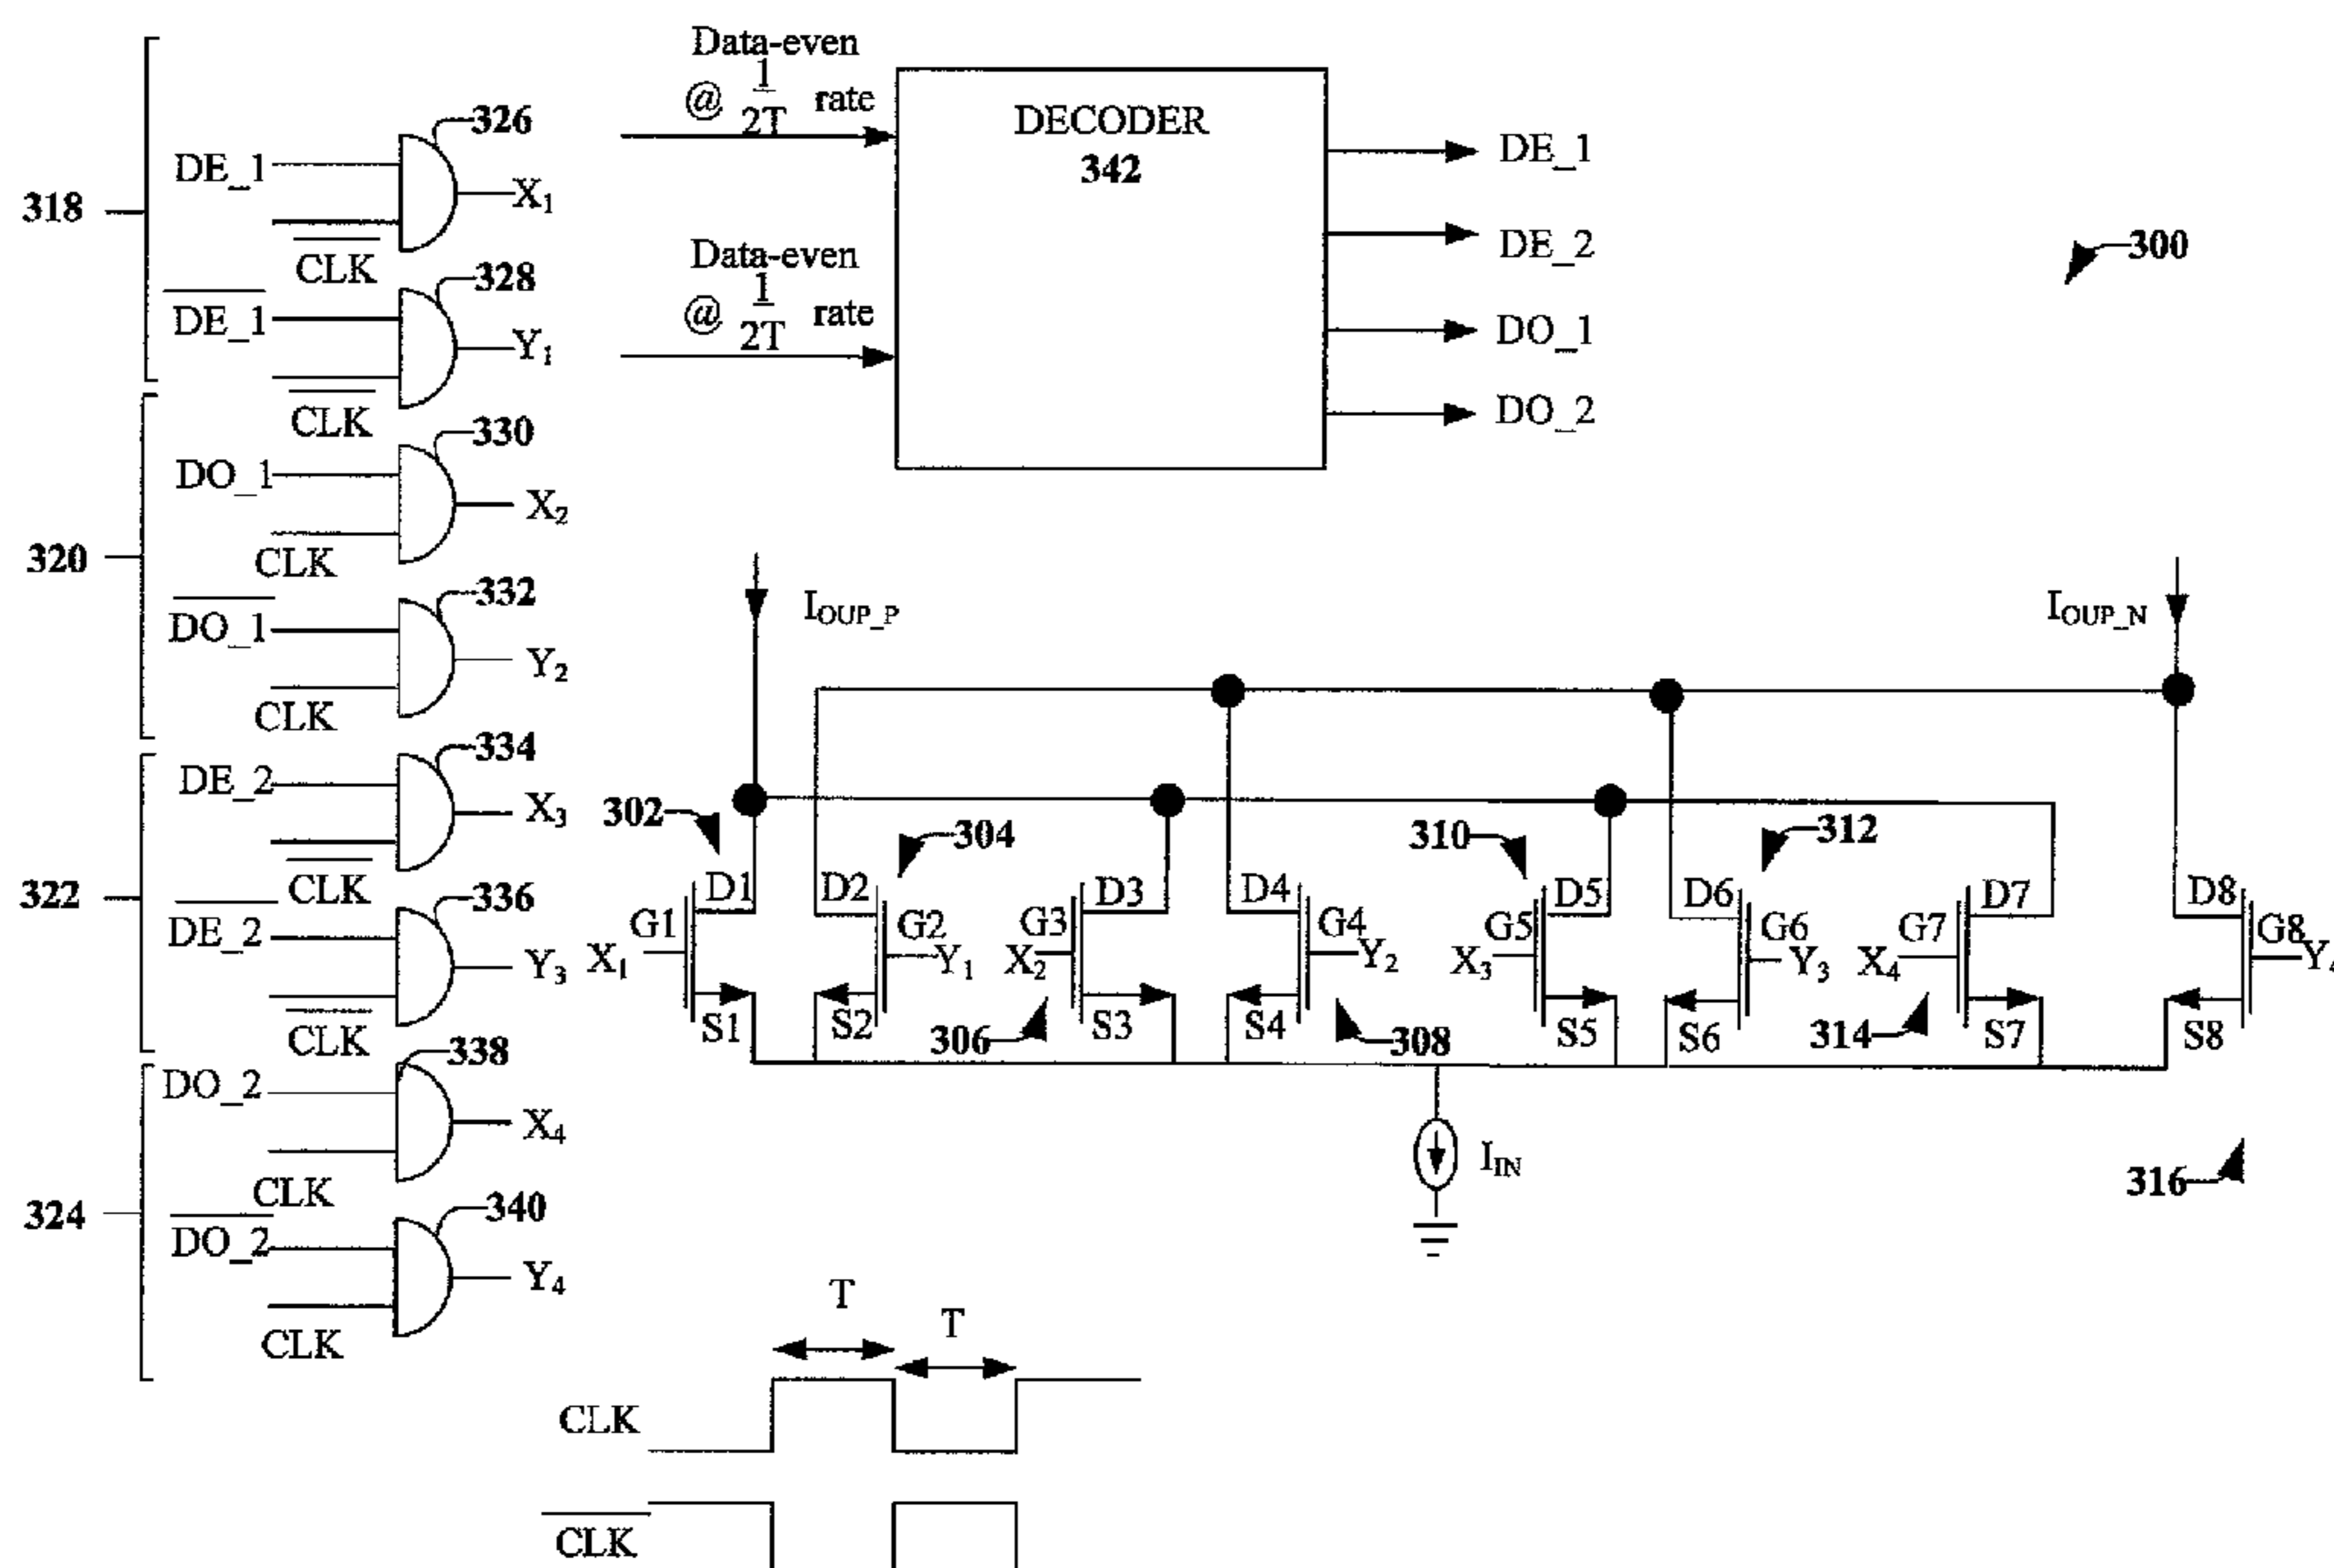 318
DE_1
CLK
326
X1
DE_1
CLK
328
Y1
320
DO_1
CLK
330
X2
DO_1
CLK
332
Y2
322
DE_2
CLK
334
X3
DE_2
CLK
336
Y3
324
DO_2
CLK
338
X4
DO_2
CLK
340
Y4
Data-even
@ 1/2T rate
Data-even
@ 1/2T rate
DECODER
342
DE_1
DE_2
DO_1
DO_2
300
IOUP_P
IOUP_N
302
304
310
312
D1
D2
D3
D4
D5
D6
D7
D8
G1
G2
G3
G4
G5
G6
G7
G8
X1
Y1
X2
Y2
X3
Y3
X4
Y4
S1
S2
306
S3
S4
308
S5
S6
314
S7
S8
IIN
316
T
T
CLK
CLK